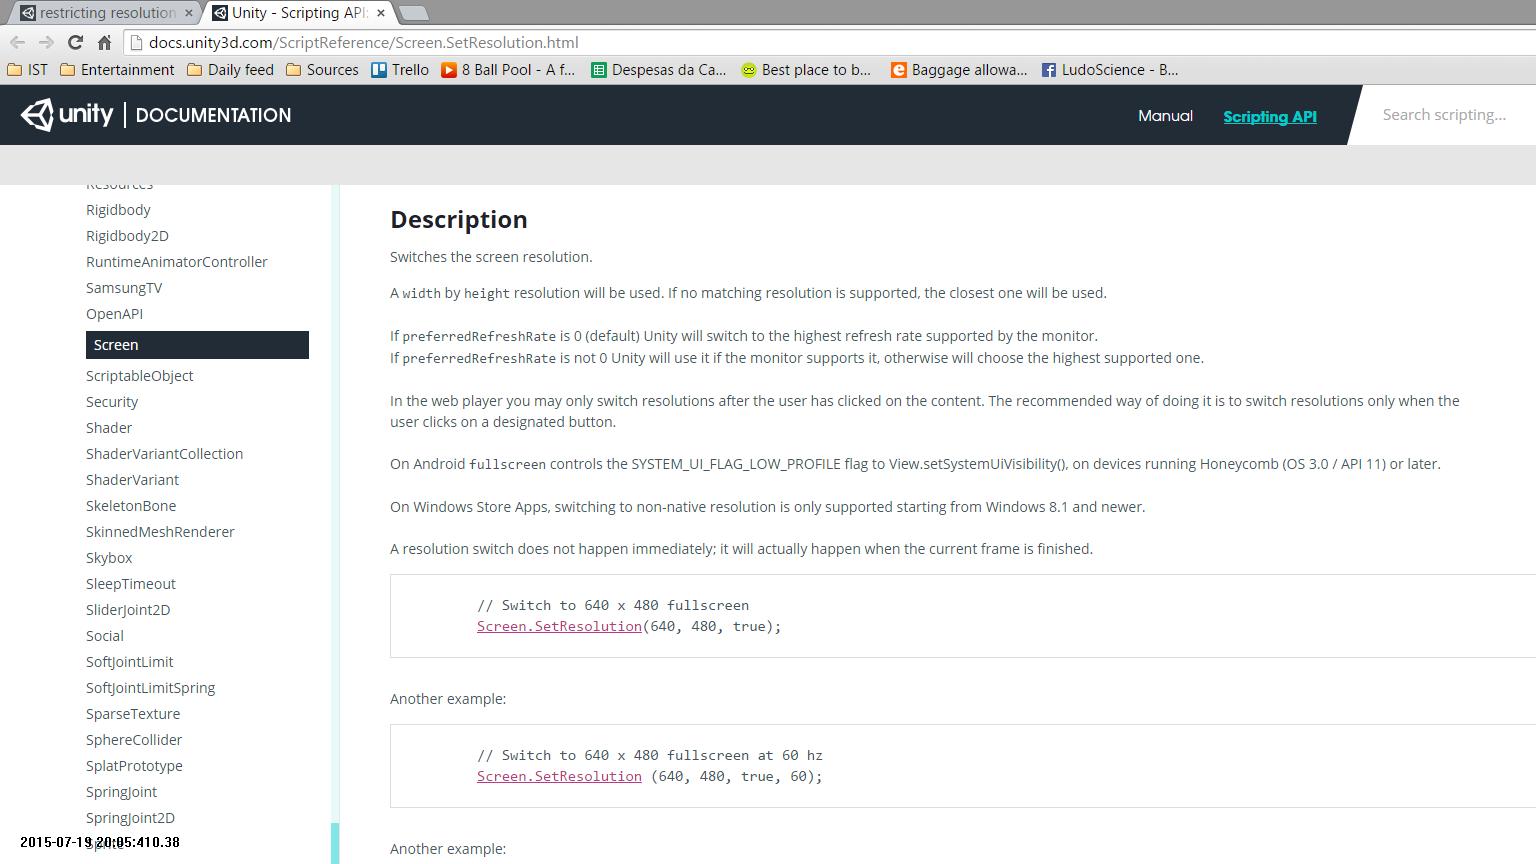 restricting resolution
Unity - Scripting API:
docs.unity3d.com/ScriptReference/Screen.SetResolution.html
IST
Entertainment
Daily feed
Sources
Trello
8 Ball Pool - A f...
Despesas da Ca...
Best place to b...
Baggage allowa...
LudoScience - B...
unity | DOCUMENTATION
Manual
Scripting API
Search scripting...
Resources
Rigidbody
Rigidbody2D
RuntimeAnimatorController
SamsungTV
OpenAPI
Screen
ScriptableObject
Security
Shader
ShaderVariantCollection
ShaderVariant
SkeletonBone
SkinnedMeshRenderer
Skybox
SleepTimeout
SliderJoint2D
Social
SoftJointLimit
SoftJointLimitSpring
SparseTexture
SphereCollider
SplatPrototype
SpringJoint
SpringJoint2D
Sprite
2015-07-19 20:05:410.38
Description
Switches the screen resolution.
A width by height resolution will be used. If no matching resolution is supported, the closest one will be used.
If preferredRefreshRate is 0 (default) Unity will switch to the highest refresh rate supported by the monitor.
If preferredRefreshRate is not 0 Unity will use it if the monitor supports it, otherwise will choose the highest supported one.
In the web player you may only switch resolutions after the user has clicked on the content. The recommended way of doing it is to switch resolutions only when the
user clicks on a designated button.
On Android fullscreen controls the SYSTEM_UI_FLAG_LOW_PROFILE flag to View.setSystemUiVisibility(), on devices running Honeycomb (OS 3.0 / API 11) or later.
On Windows Store Apps, switching to non-native resolution is only supported starting from Windows 8.1 and newer.
A resolution switch does not happen immediately; it will actually happen when the current frame is finished.
// Switch to 640 x 480 fullscreen
Screen.SetResolution(640, 480, true);
Another example:
// Switch to 640 x 480 fullscreen at 60 hz
Screen.SetResolution (640, 480, true, 60);
Another example: